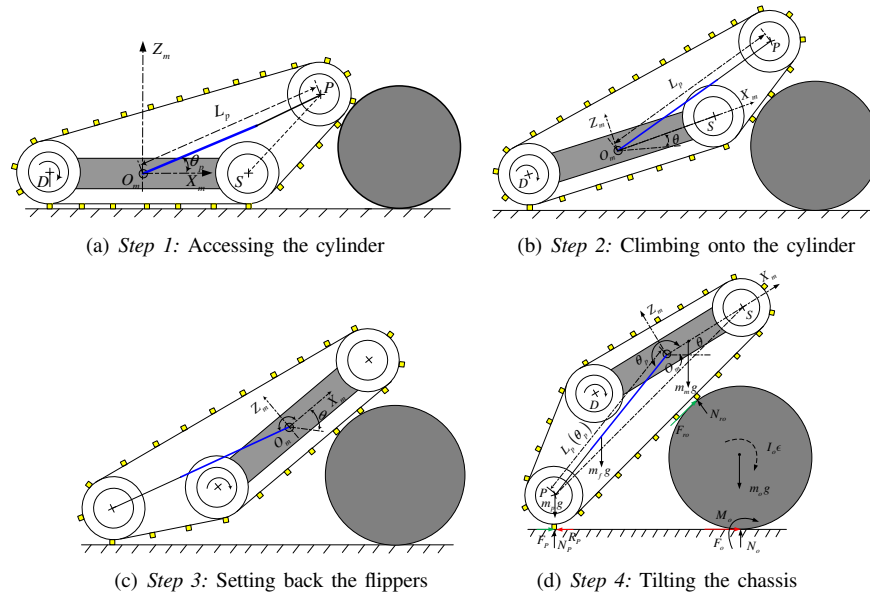 Z_m
L_p
P
θ_p
D
O_m
X_m
S
(a) Step 1: Accessing the cylinder
P
L_p
X_m
Z_m
S
O_m
θ
D
(b) Step 2: Climbing onto the cylinder
Z_m
X_m
O_m
θ
(c) Step 3: Setting back the flippers
X_m
Z_m
S
θ
θ_p
O_m
D
m_m g
N_ro
F_ro
L_p(θ_p)
I_o ϵ
m_f g
m_o g
P
m_p g
M_o
F_P
N_P
R_P
F_o
N_o
(d) Step 4: Tilting the chassis